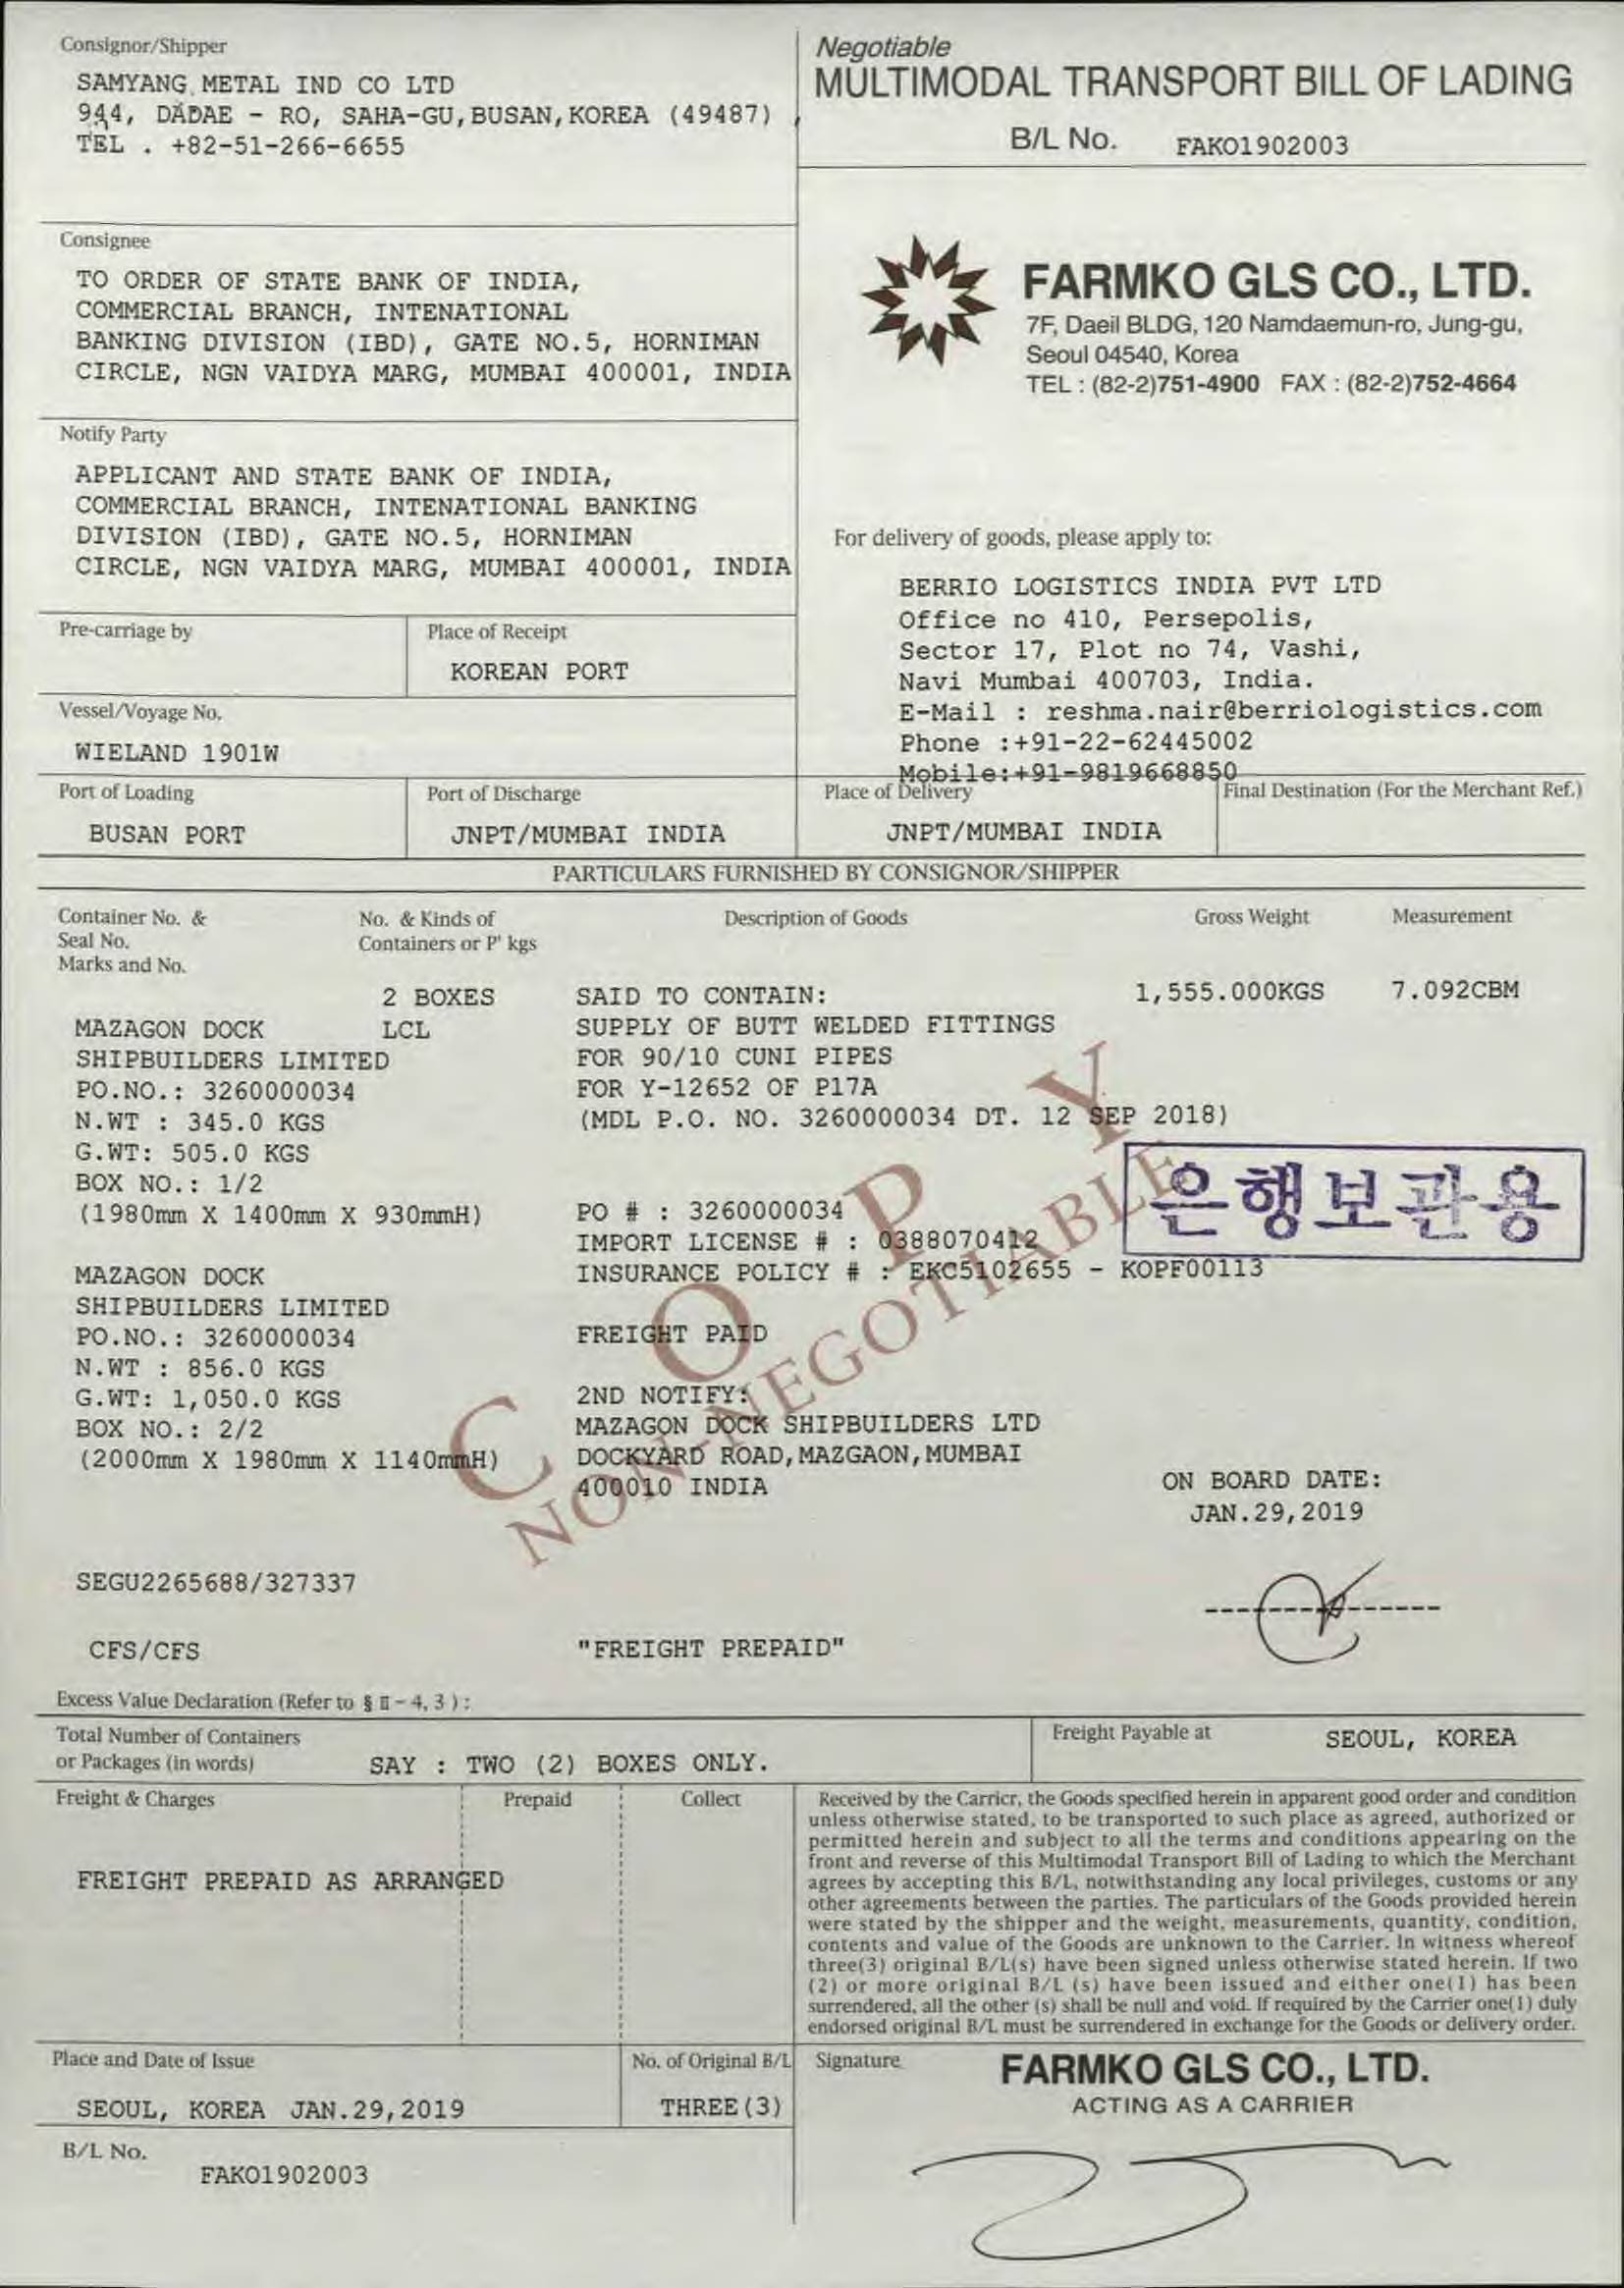 Consignor/Shipper
SAMYANG METAL IND CO LTD
944, DADAE - RO, SAHA-GU, BUSAN, KOREA (49487)
TEL . +82-51-266-6655
Negotiable
MULTIMODAL TRANSPORT BILL OF LADING
B/L No. FAKO1902003
Consignee
TO ORDER OF STATE BANK OF INDIA,
COMMERCIAL BRANCH, INTENATIONAL
BANKING DIVISION (IBD), GATE NO.5, HORNIMAN
CIRCLE, NGN VAIDYA MARG, MUMBAI 400001, INDIA
FARMKO GLS CO., LTD.
7F, Daeil BLDG, 120 Namdaemun-ro, Jung-gu,
Seoul 04540, Korea
TEL : (82-2)751-4900 FAX : (82-2)752-4664
Notify Party
APPLICANT AND STATE BANK OF INDIA,
COMMERCIAL BRANCH, INTENATIONAL BANKING
DIVISION (IBD), GATE NO.5, HORNIMAN
CIRCLE, NGN VAIDYA MARG, MUMBAI 400001, INDIA
For delivery of goods, please apply to:
BERRIO LOGISTICS INDIA PVT LTD
Office no 410, Persepolis,
Sector 17, Plot no 74, Vashi,
Navi Mumbai 400703, India.
E-Mail : reshma.nair@berriologistics.com
Phone :+91-22-62445002
Mobile:+91-9819668850
Pre-carriage by
Place of Receipt
KOREAN PORT
Vessel/Voyage No.
WIELAND 1901W
Port of Loading
BUSAN PORT
Port of Discharge
JNPT/MUMBAI INDIA
Place of Delivery
JNPT/MUMBAI INDIA
Final Destination (For the Merchant Ref.)
PARTICULARS FURNISHED BY CONSIGNOR/SHIPPER
Container No. &
Seal No.
Marks and No.
No. & Kinds of
Containers or P' kgs
Description of Goods
Gross Weight
Measurement
2 BOXES
LCL
MAZAGON DOCK
SHIPBUILDERS LIMITED
PO.NO.: 3260000034
N.WT : 345.0 KGS
G.WT: 505.0 KGS
BOX NO.: 1/2
(1980mm X 1400mm X 930mmH)
MAZAGON DOCK
SHIPBUILDERS LIMITED
PO.NO.: 3260000034
N.WT : 856.0 KGS
G.WT: 1,050.0 KGS
BOX NO.: 2/2
(2000mm X 1980mm X 1140mmH)
SAID TO CONTAIN:
SUPPLY OF BUTT WELDED FITTINGS
FOR 90/10 CUNI PIPES
FOR Y-12652 OF P17A
(MDL P.O. NO. 3260000034 DT. 12 SEP 2018)
PO # : 3260000034
IMPORT LICENSE # : 0388070412
INSURANCE POLICY # : EKC5102655 - KOPF00113
FREIGHT PAID
2ND NOTIFY:
MAZAGON DOCK SHIPBUILDERS LTD
DOCKYARD ROAD, MAZGAON, MUMBAI
400010 INDIA
1,555.000KGS
7.092CBM
은행보관용
COPY
NON-NEGOTIABLE
ON BOARD DATE:
JAN.29,2019
SEGU2265688/327337
CFS/CFS
"FREIGHT PREPAID"
Excess Value Declaration (Refer to § Ⅱ - 4, 3 ) :
Total Number of Containers
or Packages (in words) SAY : TWO (2) BOXES ONLY.
Freight Payable at SEOUL, KOREA
Freight & Charges
Prepaid
Collect
FREIGHT PREPAID AS ARRANGED
Received by the Carrier, the Goods specified herein in apparent good order and condition
unless otherwise stated, to be transported to such place as agreed, authorized or
permitted herein and subject to all the terms and conditions appearing on the
front and reverse of this Multimodal Transport Bill of Lading to which the Merchant
agrees by accepting this B/L, notwithstanding any local privileges, customs or any
other agreements between the parties. The particulars of the Goods provided herein
were stated by the shipper and the weight, measurements, quantity, condition,
contents and value of the Goods are unknown to the Carrier. In witness whereof
three(3) original B/L(s) have been signed unless otherwise stated herein. If two
(2) or more original B/L (s) have been issued and either one(1) has been
surrendered, all the other (s) shall be null and void. If required by the Carrier one(1) duly
endorsed original B/L must be surrendered in exchange for the Goods or delivery order.
Place and Date of Issue
SEOUL, KOREA JAN.29,2019
No. of Original B/L
THREE(3)
Signature
FARMKO GLS CO., LTD.
ACTING AS A CARRIER
B/L No.
FAKO1902003